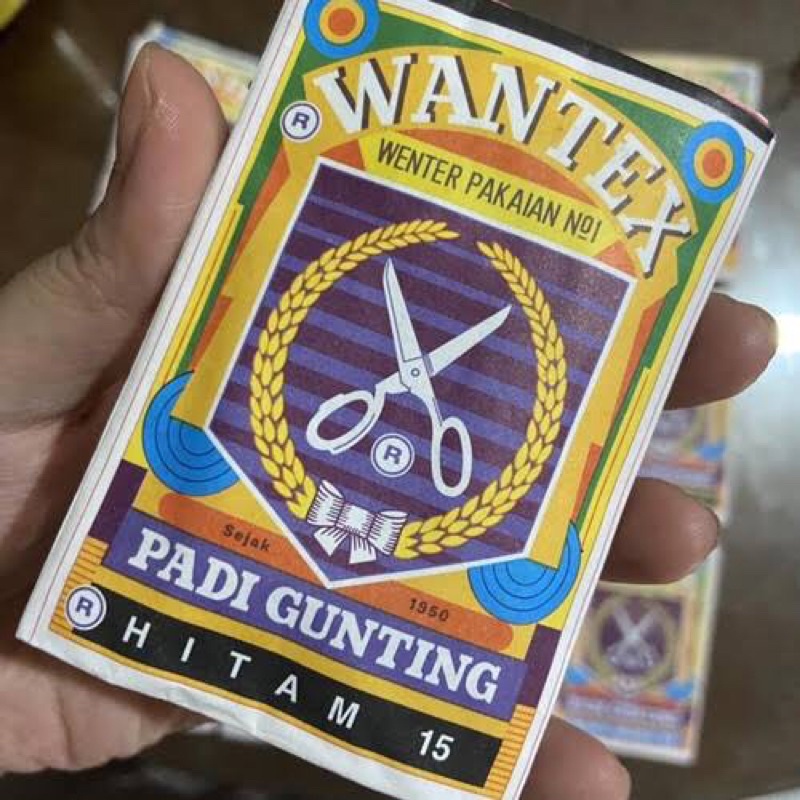 WANTEX
®
WENTER PAKAIAN No1
®
Sejak 1950
PADI GUNTING
®
HITAM 15